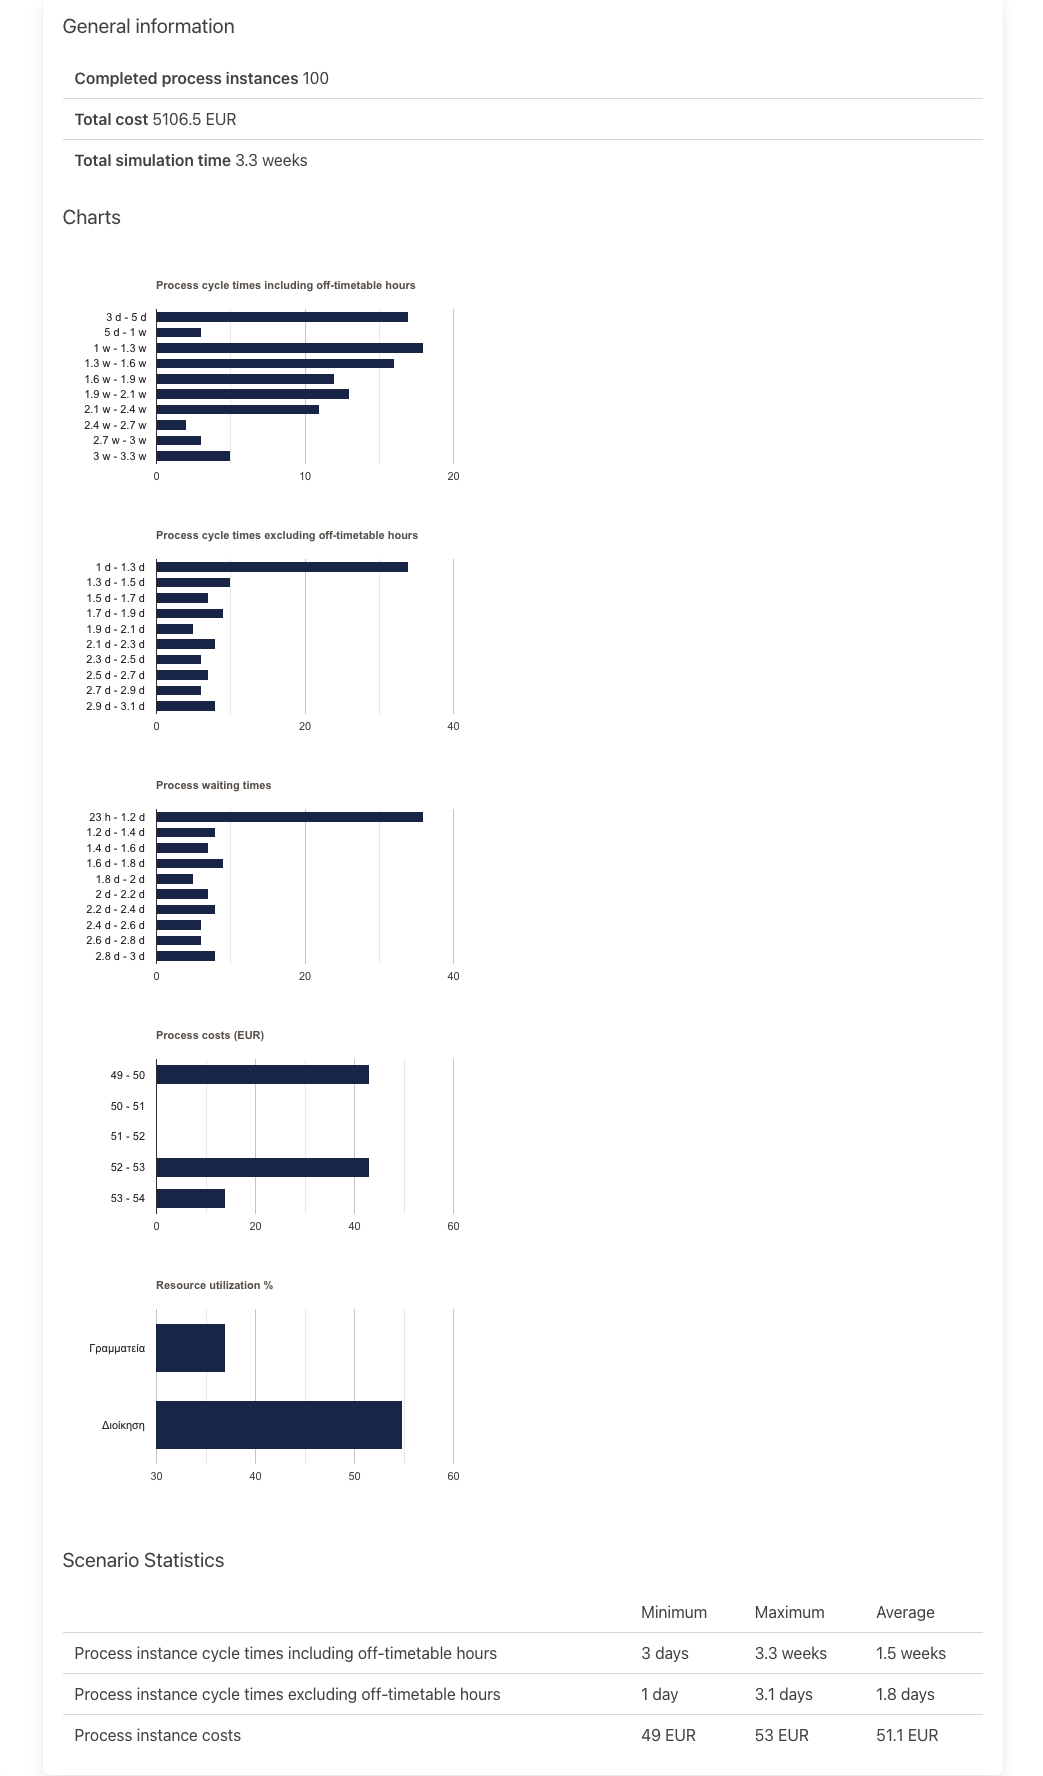 General information
Completed process instances 100
Total cost 5106.5 EUR
Total simulation time 3.3 weeks
Charts
Process cycle times including off-timetable hours
3 d - 5 d
5 d - 1 w
1 w - 1.3 w
1.3 w - 1.6 w
1.6 w - 1.9 w
1.9 w - 2.1 w
2.1 w - 2.4 w
2.4 w - 2.7 w
2.7 w - 3 w
3 w - 3.3 w
0 10 20
Process cycle times excluding off-timetable hours
1 d - 1.3 d
1.3 d - 1.5 d
1.5 d - 1.7 d
1.7 d - 1.9 d
1.9 d - 2.1 d
2.1 d - 2.3 d
2.3 d - 2.5 d
2.5 d - 2.7 d
2.7 d - 2.9 d
2.9 d - 3.1 d
0 20 40
Process waiting times
23 h - 1.2 d
1.2 d - 1.4 d
1.4 d - 1.6 d
1.6 d - 1.8 d
1.8 d - 2 d
2 d - 2.2 d
2.2 d - 2.4 d
2.4 d - 2.6 d
2.6 d - 2.8 d
2.8 d - 3 d
0 20 40
Process costs (EUR)
49 - 50
50 - 51
51 - 52
52 - 53
53 - 54
0 20 40 60
Resource utilization %
Γραμματεία
Διοίκηση
30 40 50 60
Scenario Statistics
Minimum Maximum Average
Process instance cycle times including off-timetable hours 3 days 3.3 weeks 1.5 weeks
Process instance cycle times excluding off-timetable hours 1 day 3.1 days 1.8 days
Process instance costs 49 EUR 53 EUR 51.1 EUR